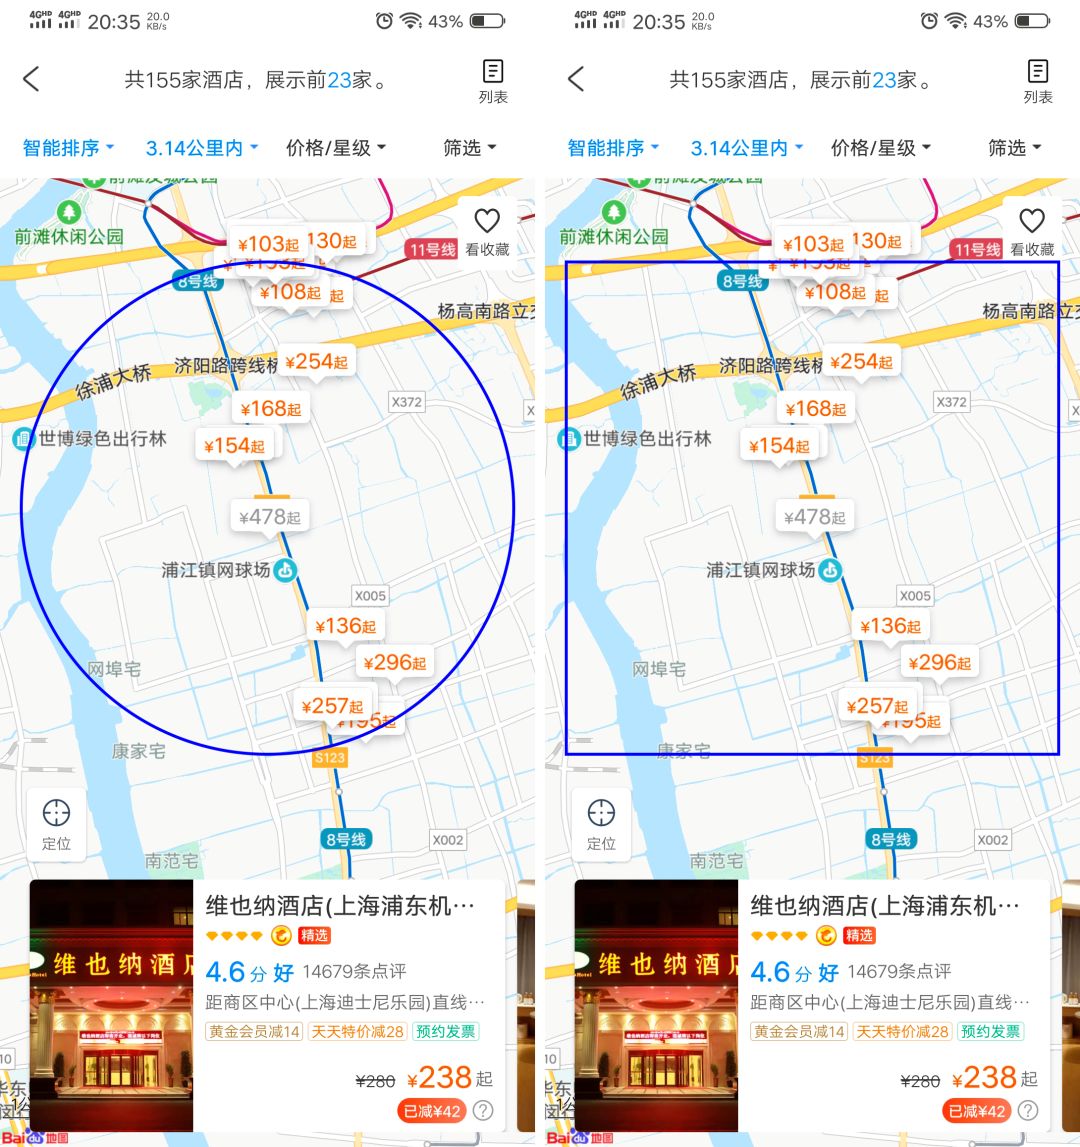 4GHD 4GHD 20:35 20.0 KB/s 43%
共155家酒店，展示前23家。
列表
智能排序 3.14公里内 价格/星级 筛选
前滩休闲公园
¥103起
130起
11号线
看收藏
8号线
¥108起
起
杨高南路立交
济阳路跨线桥
¥254起
徐浦大桥
¥168起
X372
世博绿色出行林
¥154起
¥478起
浦江镇网球场
X005
¥136起
网埠宅
¥296起
¥257起
¥195起
康家宅
S123
定位
8号线
X002
南范宅
维也纳酒店(上海浦东机…
精选
维也纳酒店
4.6分 好 14679条点评
距商区中心(上海迪士尼乐园)直线…
黄金会员减14 天天特价减28 预约发票
¥280 ¥238起
已减¥42 ?
Baidu地图
4GHD 4GHD 20:35 20.0 KB/s 43%
共155家酒店，展示前23家。
列表
智能排序 3.14公里内 价格/星级 筛选
前滩休闲公园
¥103起
130起
11号线
看收藏
8号线
¥108起
起
杨高南路立交
济阳路跨线桥
¥254起
徐浦大桥
¥168起
X372
世博绿色出行林
¥154起
¥478起
浦江镇网球场
X005
¥136起
网埠宅
¥296起
¥257起
¥195起
康家宅
S123
定位
8号线
X002
南范宅
维也纳酒店(上海浦东机…
精选
维也纳酒店
4.6分 好 14679条点评
距商区中心(上海迪士尼乐园)直线…
黄金会员减14 天天特价减28 预约发票
¥280 ¥238起
已减¥42 ?
Baidu地图